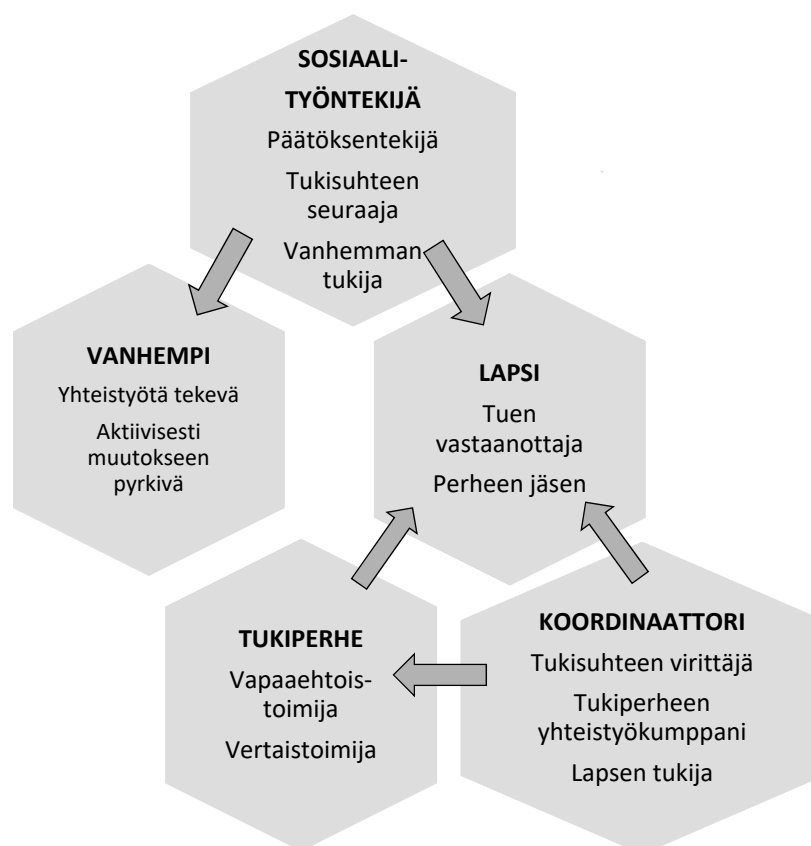 SOSIAALI-
TYÖNTEKIJÄ
Päätöksentekijä
Tukisuhteen
seuraaja
Vanhemman
tukija
VANHEMPI
Yhteistyötä tekevä
Aktiivisesti
muutokseen
pyrkivä
LAPSI
Tuen
vastaanottaja
Perheen jäsen
TUKIPERHE
Vapaaehtois-
toimija
Vertaistoimija
KOORDINAATTORI
Tukisuhteen virittäjä
Tukiperheen
yhteistyökumppani
Lapsen tukija